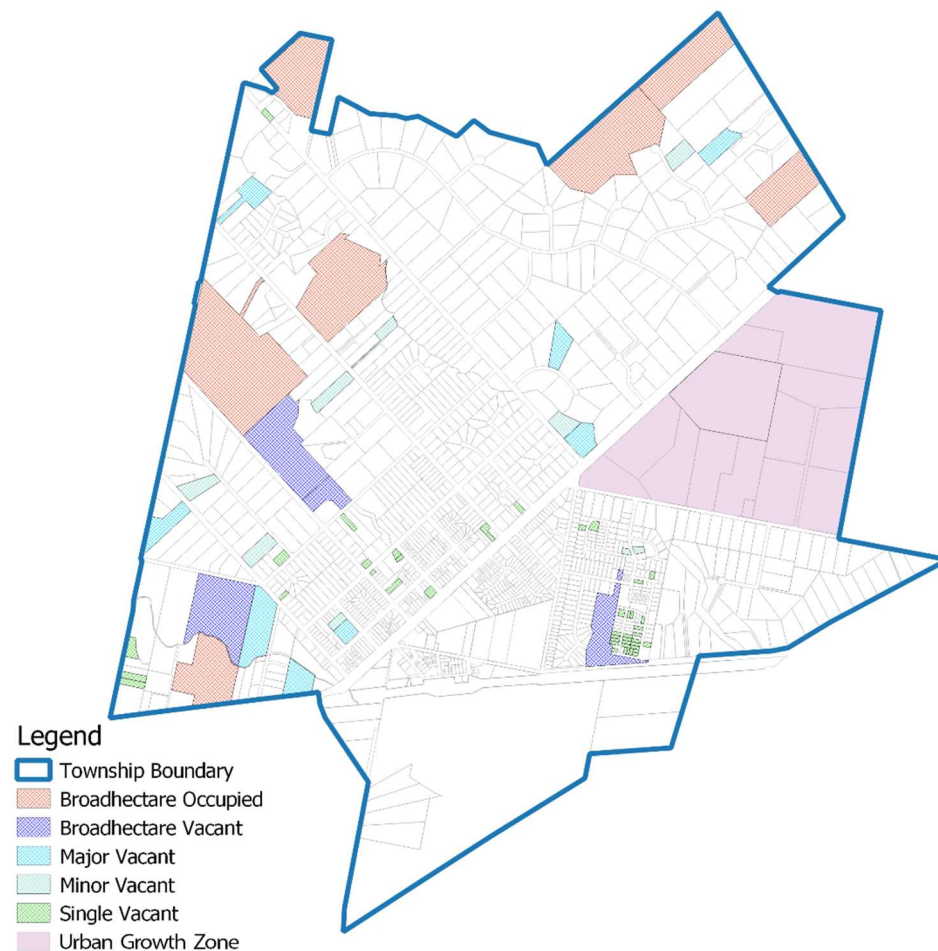 Legend
Township Boundary
Broadhectare Occupied
Broadhectare Vacant
Major Vacant
Minor Vacant
Single Vacant
Urban Growth Zone